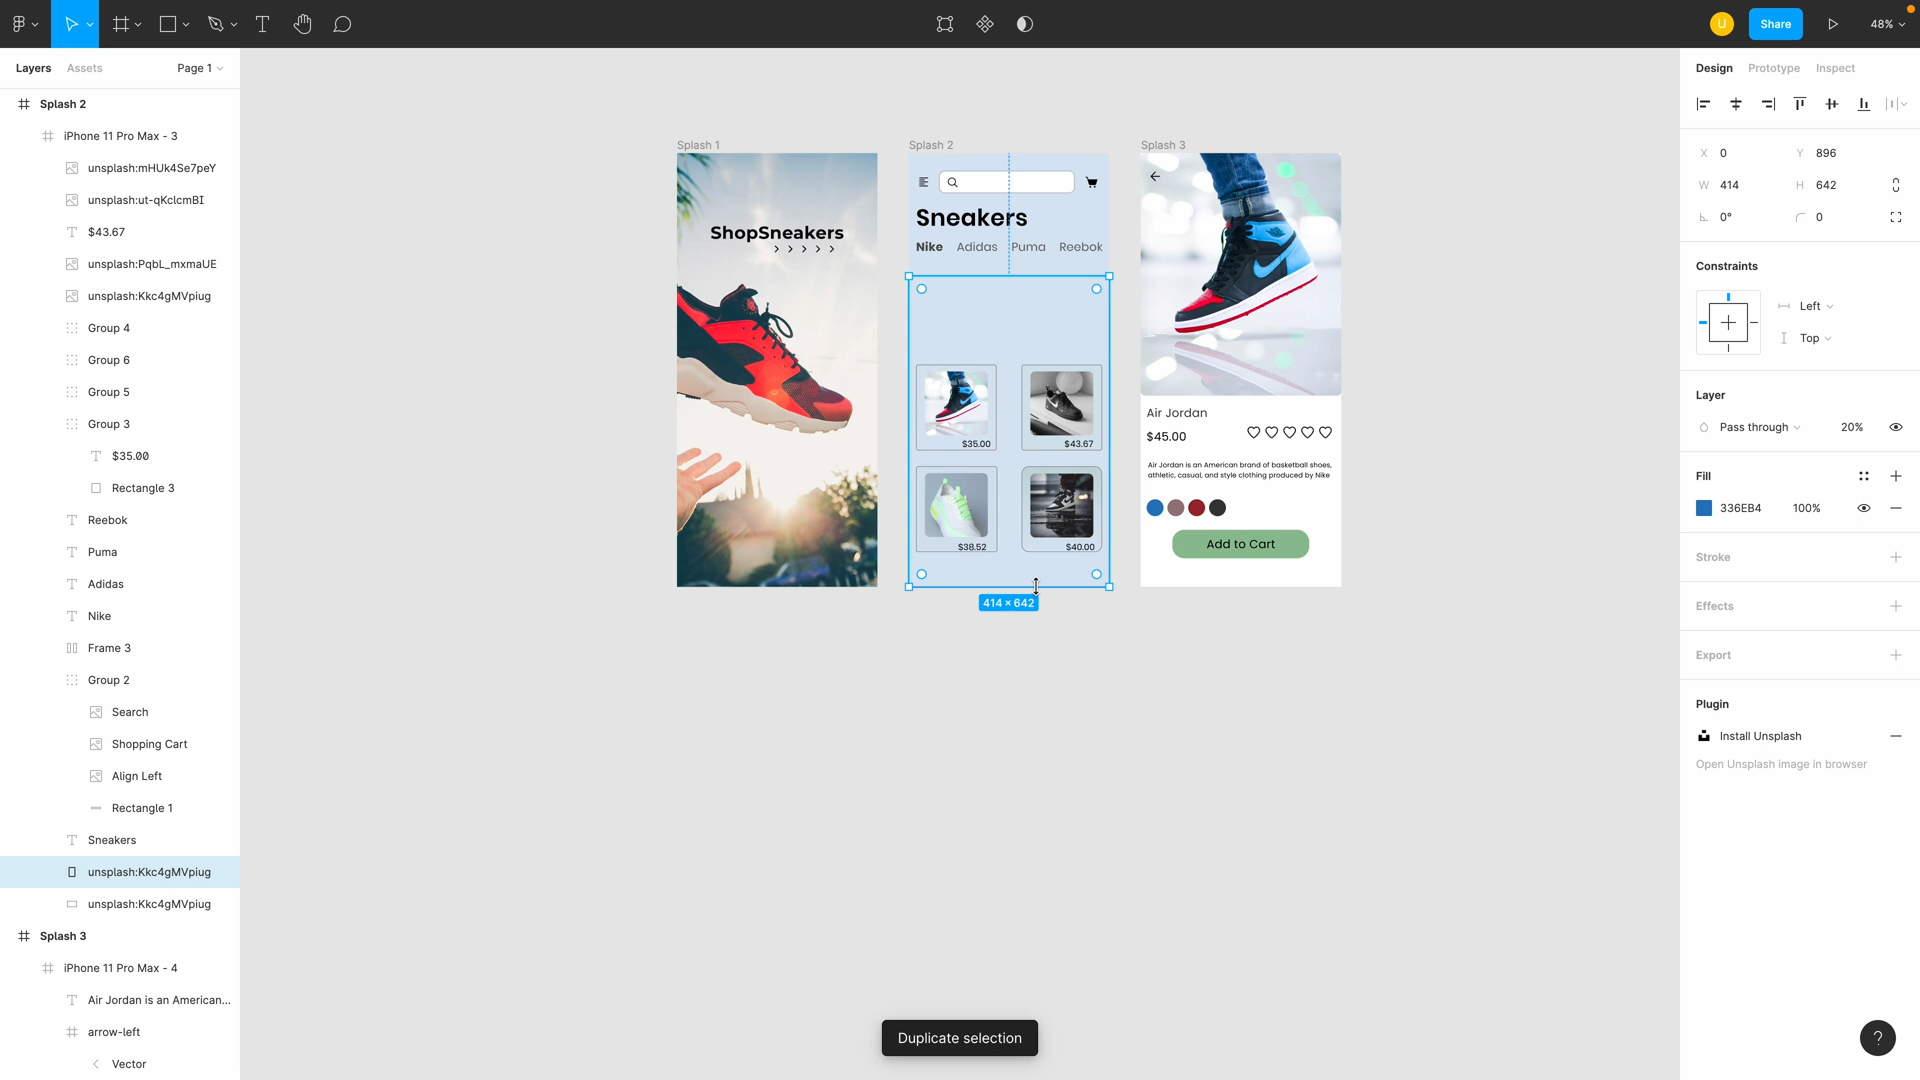 U
Share
48%
Layers
Assets
Page 1
Splash 2
iPhone 11 Pro Max - 3
unsplash:mHUk4Se7peY
unsplash:ut-qKclcmBI
$43.67
unsplash:PqbL_mxmaUE
unsplash:Kkc4gMVpiug
Group 4
Group 6
Group 5
Group 3
$35.00
Rectangle 3
Reebok
Puma
Adidas
Nike
Frame 3
Group 2
Search
Shopping Cart
Align Left
Rectangle 1
Sneakers
unsplash:Kkc4gMVpiug
unsplash:Kkc4gMVpiug
Splash 3
iPhone 11 Pro Max - 4
Air Jordan is an American...
arrow-left
Vector
Splash 1
ShopSneakers
Splash 2
Sneakers
Nike Adidas Puma Reebok
$35.00
$43.67
$38.52
$40.00
414 × 642
Splash 3
Air Jordan
$45.00
Air Jordan is an American brand of basketball shoes,
athletic, casual, and style clothing produced by Nike
Add to Cart
Duplicate selection
Design
Prototype
Inspect
X 0 Y 896
W 414 H 642
0° 0
Constraints
Left
Top
Layer
Pass through 20%
Fill
336EB4 100%
Stroke
Effects
Export
Plugin
Install Unsplash
Open Unsplash image in browser
?